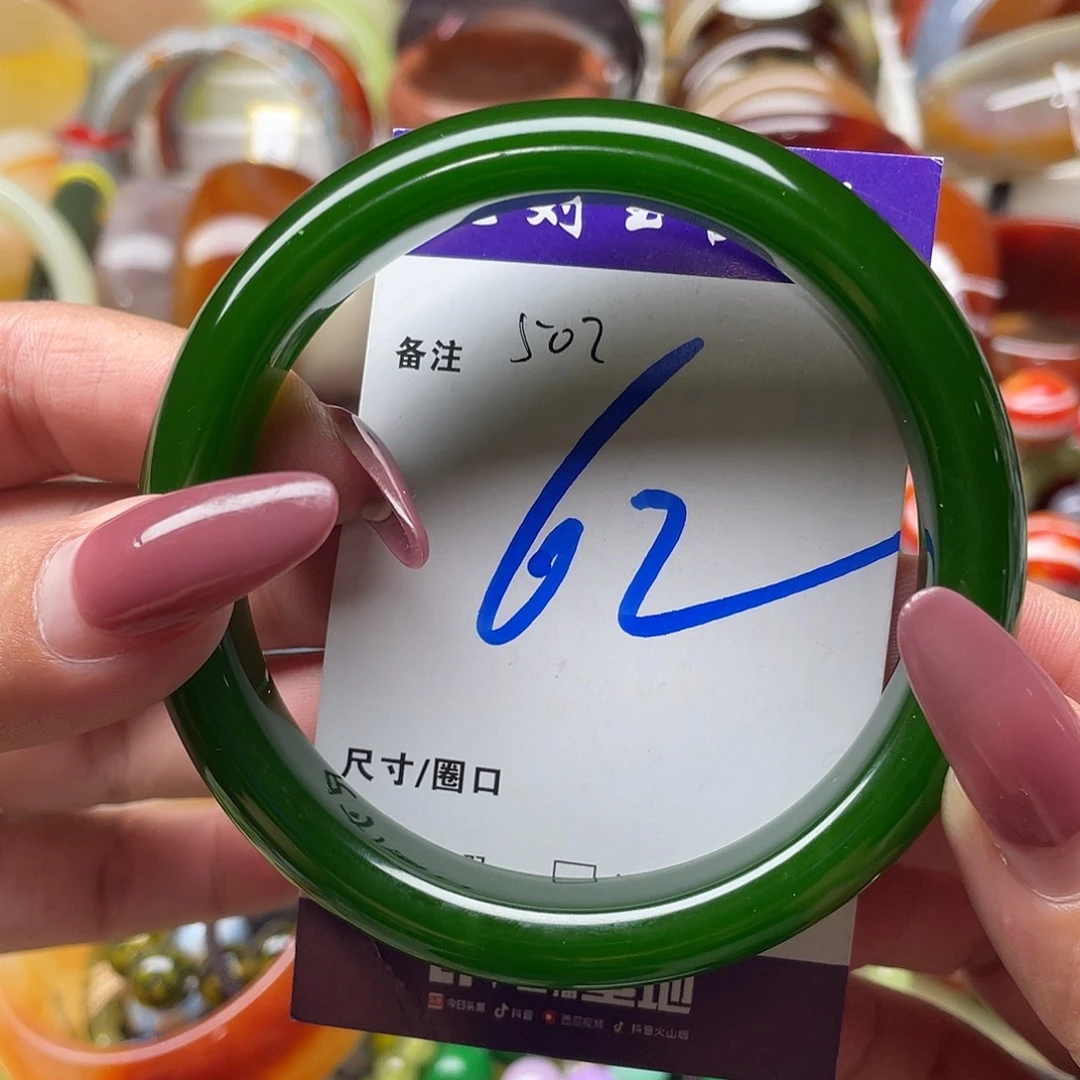 备注 502
62
尺寸/圈口
今日头条 抖音 西瓜视频 抖音火山版